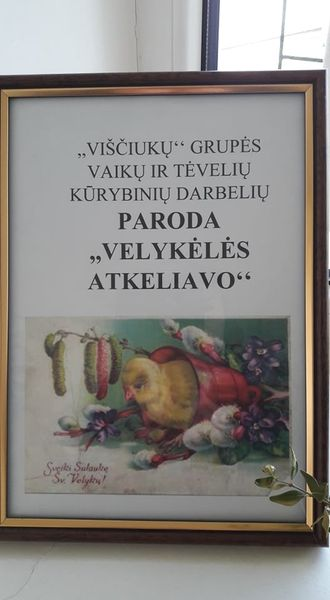 „VIŠČIUKŲ“ GRUPĖS
VAIKŲ IR TĖVELIŲ
KŪRYBINIŲ DARBELIŲ
PARODA
„VELYKĖLĖS
ATKELIAVO“
Sveiki Sulaukę
Šv. Velykų!